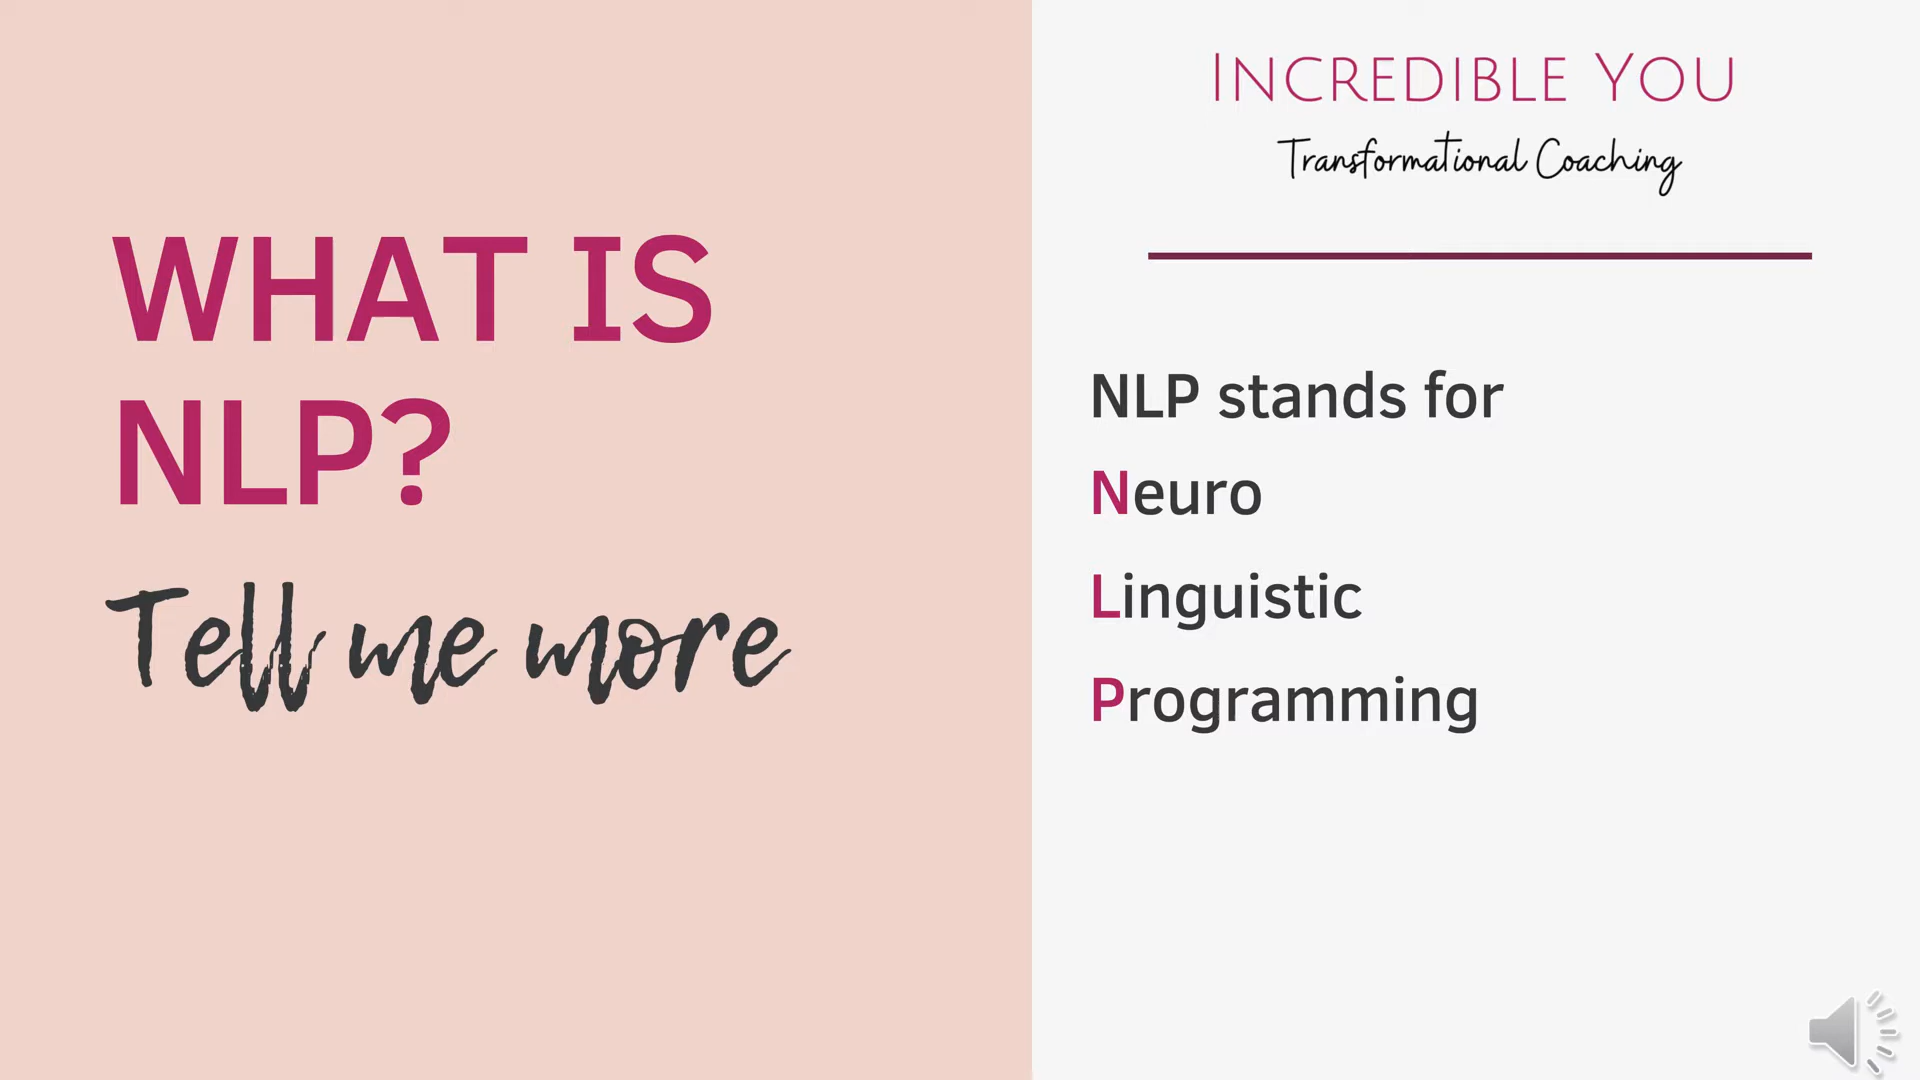 WHAT IS
NLP?
Tell me more
INCREDIBLE YOU
Transformational Coaching
NLP stands for
Neuro
Linguistic
Programming